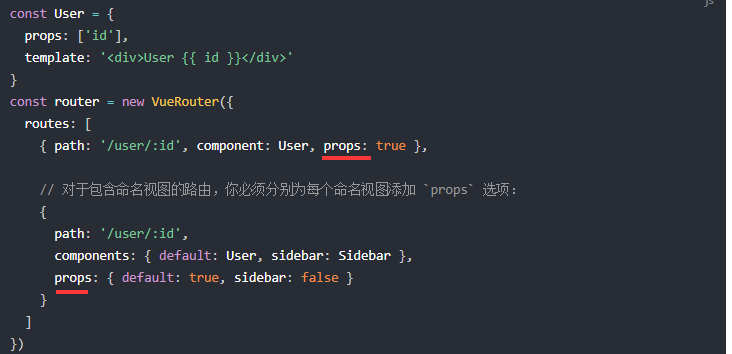 js
const User = {
  props: ['id'],
  template: '<div>User {{ id }}</div>'
}
const router = new VueRouter({
  routes: [
    { path: '/user/:id', component: User, props: true },
    // 对于包含命名视图的路由，你必须分别为每个命名视图添加 `props` 选项：
    {
      path: '/user/:id',
      components: { default: User, sidebar: Sidebar },
      props: { default: true, sidebar: false }
    }
  ]
})